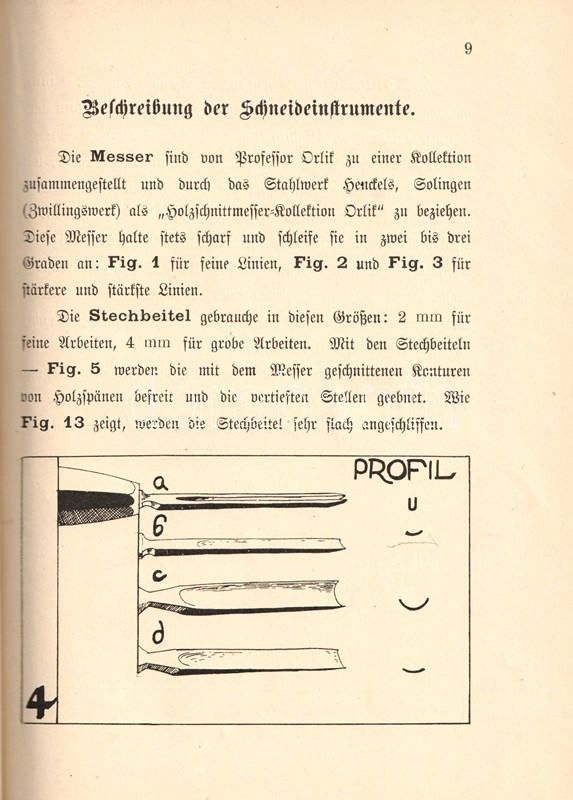 9
Beschreibung der Schneideinstrumente.
Die Messer sind von Professor Orlik zu einer Kollektion
zusammengestellt und durch das Stahlwerk Henckels, Solingen
(Zwillingswerk) als „Holzschnittmesser-Kollektion Orlik“ zu beziehen.
Diese Messer halte stets scharf und schleife sie in zwei bis drei
Graden an: Fig. 1 für feine Linien, Fig. 2 und Fig. 3 für
stärkere und stärkste Linien.
Die Stechbeitel gebrauche in diesen Größen: 2 mm für
feine Arbeiten, 4 mm für grobe Arbeiten. Mit den Stechbeiteln
— Fig. 5 werden die mit dem Messer geschnittenen Konturen
von Holzspänen befreit und die vertieften Stellen geebnet. Wie
Fig. 13 zeigt, werden die Stechbeitel sehr flach angeschliffen.
PROFIL
a
b
c
d
4